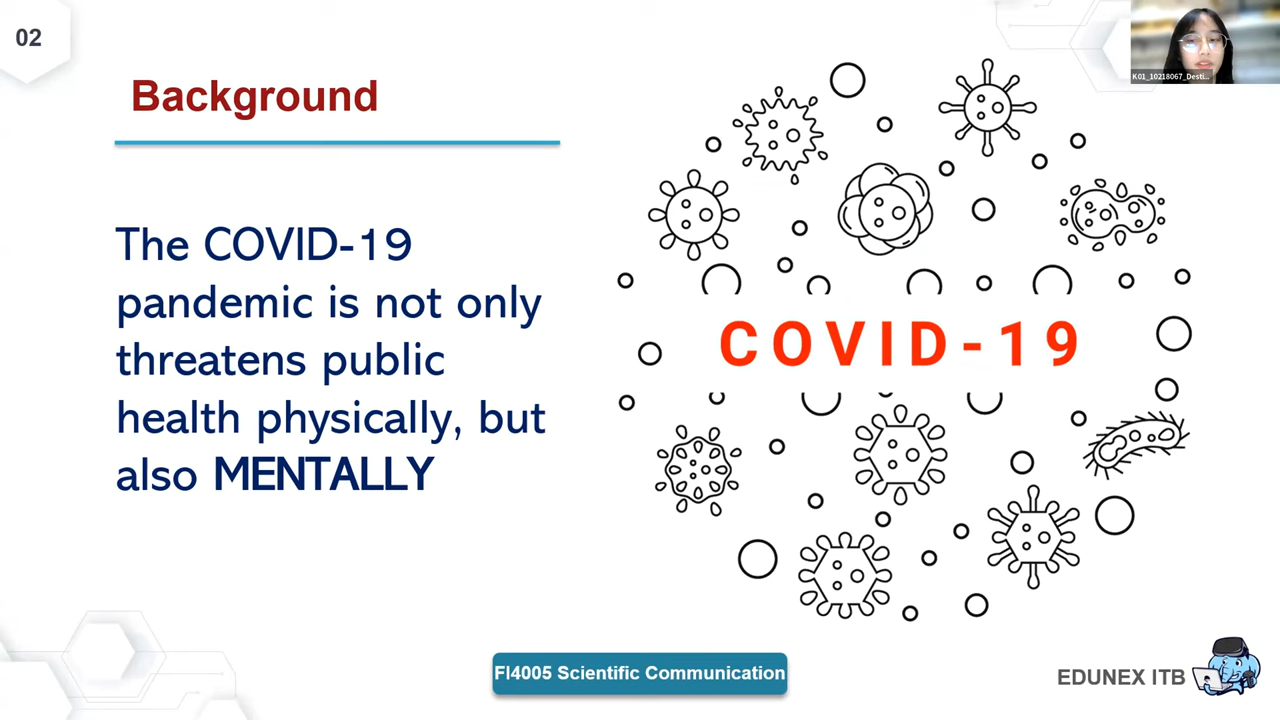 02
K01_10218067_Desti...
Background
The COVID-19
pandemic is not only
threatens public
health physically, but
also MENTALLY
COVID-19
FI4005 Scientific Communication
EDUNEX ITB